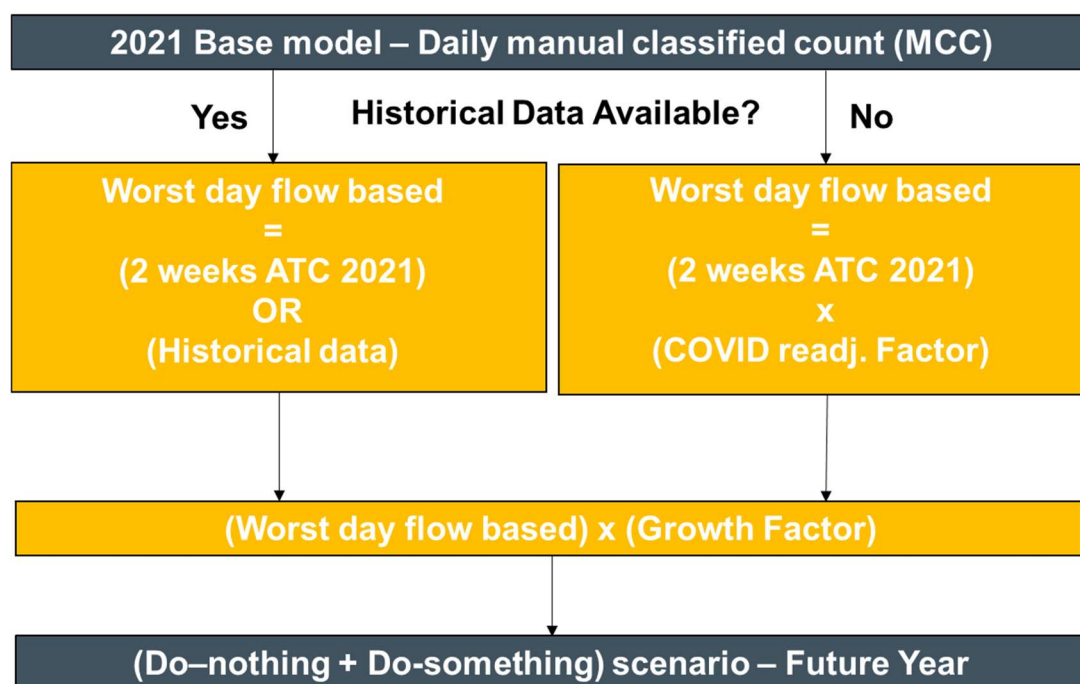 2021 Base model – Daily manual classified count (MCC)
Yes
Historical Data Available?
No
Worst day flow based
=
(2 weeks ATC 2021)
OR
(Historical data)
Worst day flow based
=
(2 weeks ATC 2021)
x
(COVID readj. Factor)
(Worst day flow based) x (Growth Factor)
(Do–nothing + Do-something) scenario – Future Year